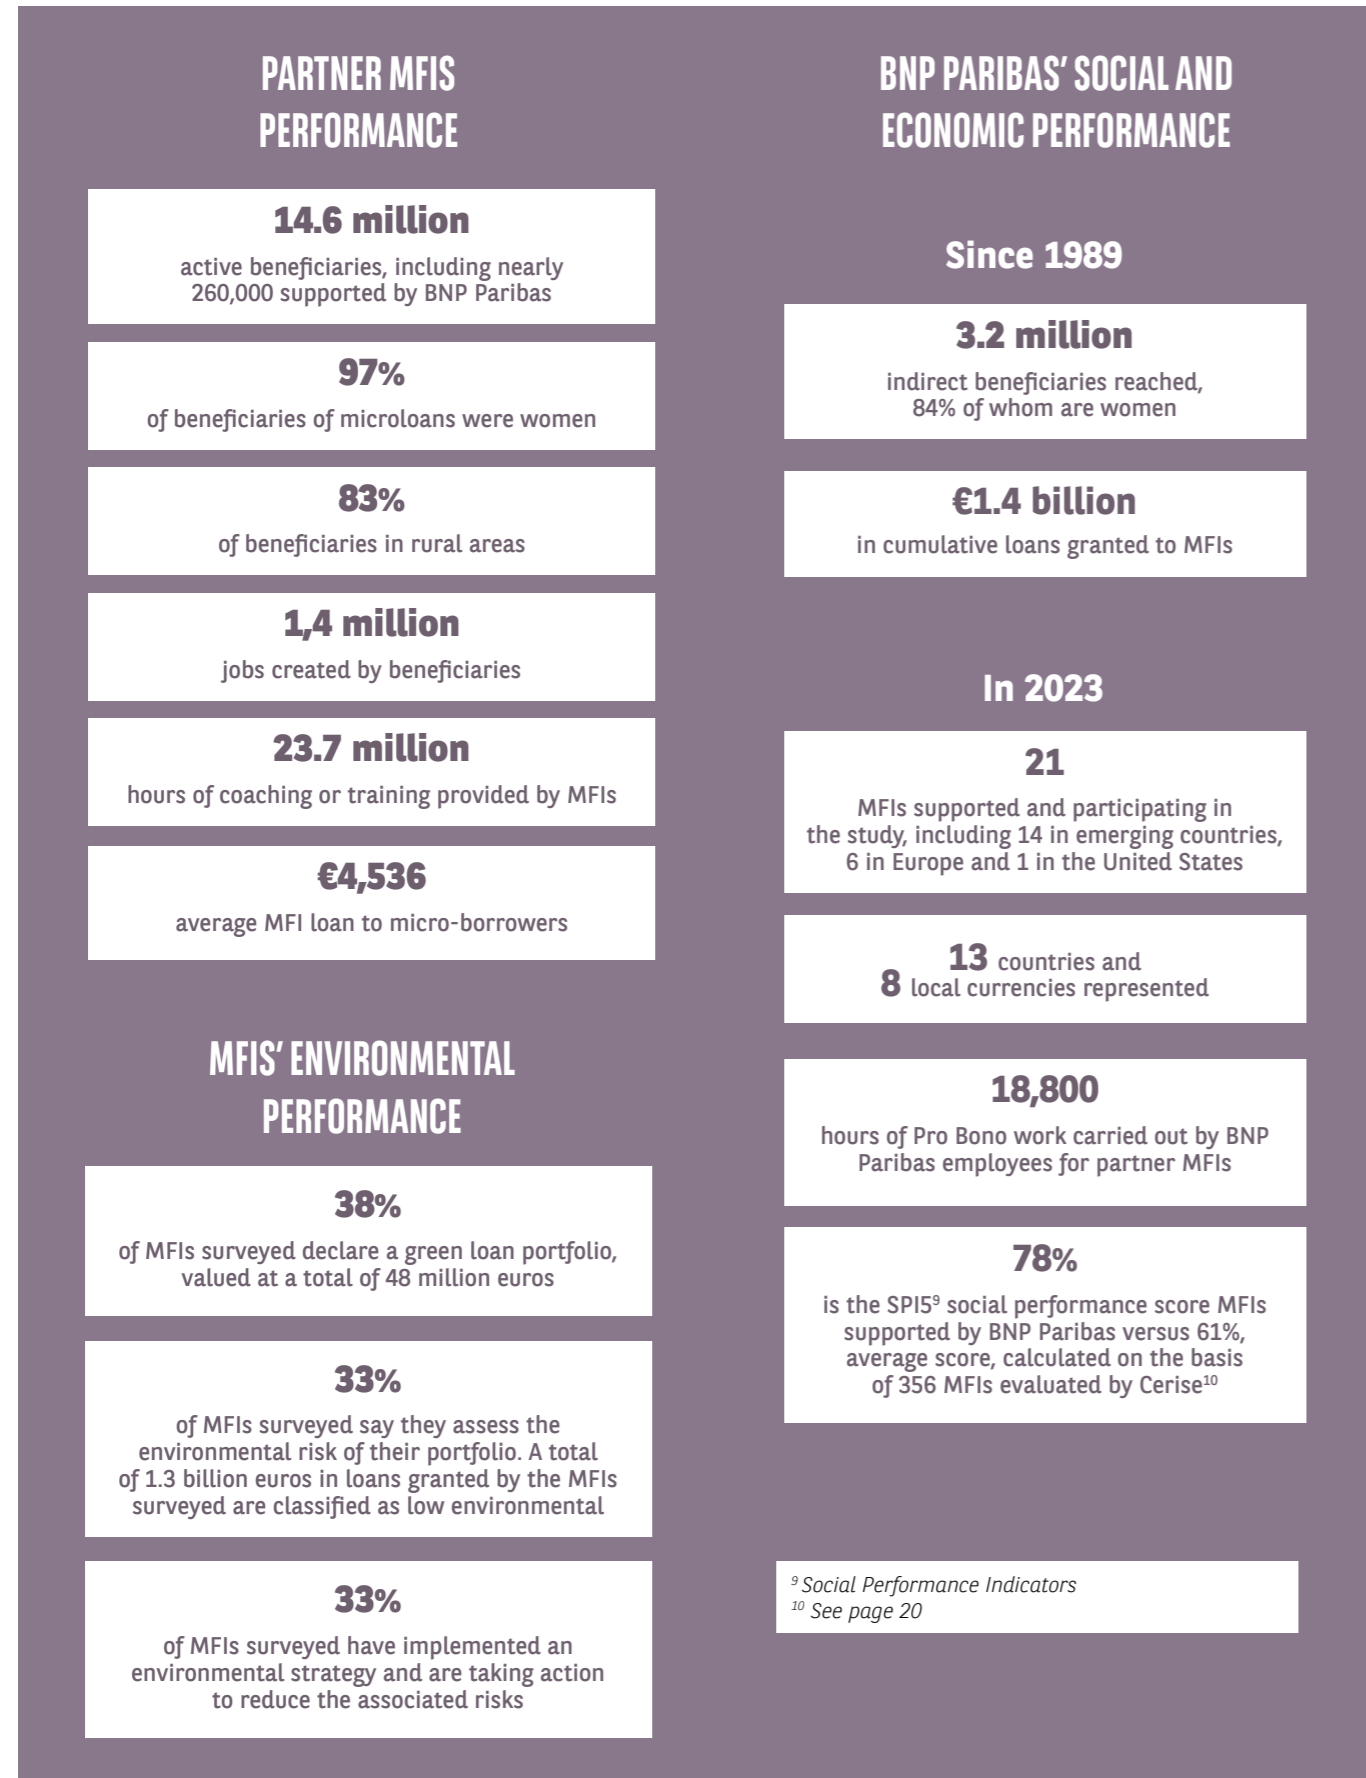 PARTNER MFIS
PERFORMANCE
14.6 million
active beneficiaries, including nearly
260,000 supported by BNP Paribas
97%
of beneficiaries of microloans were women
83%
of beneficiaries in rural areas
1,4 million
jobs created by beneficiaries
23.7 million
hours of coaching or training provided by MFIs
€4,536
average MFI loan to micro-borrowers
MFIS’ ENVIRONMENTAL
PERFORMANCE
38%
of MFIs surveyed declare a green loan portfolio,
valued at a total of 48 million euros
33%
of MFIs surveyed say they assess the
environmental risk of their portfolio. A total
of 1.3 billion euros in loans granted by the MFIs
surveyed are classified as low environmental
33%
of MFIs surveyed have implemented an
environmental strategy and are taking action
to reduce the associated risks
BNP PARIBAS’ SOCIAL AND
ECONOMIC PERFORMANCE
Since 1989
3.2 million
indirect beneficiaries reached,
84% of whom are women
€1.4 billion
in cumulative loans granted to MFIs
In 2023
21
MFIs supported and participating in
the study, including 14 in emerging countries,
6 in Europe and 1 in the United States
13 countries and
8 local currencies represented
18,800
hours of Pro Bono work carried out by BNP
Paribas employees for partner MFIs
78%
is the SPI5⁹ social performance score MFIs
supported by BNP Paribas versus 61%,
average score, calculated on the basis
of 356 MFIs evaluated by Cerise¹⁰
⁹ Social Performance Indicators
¹⁰ See page 20